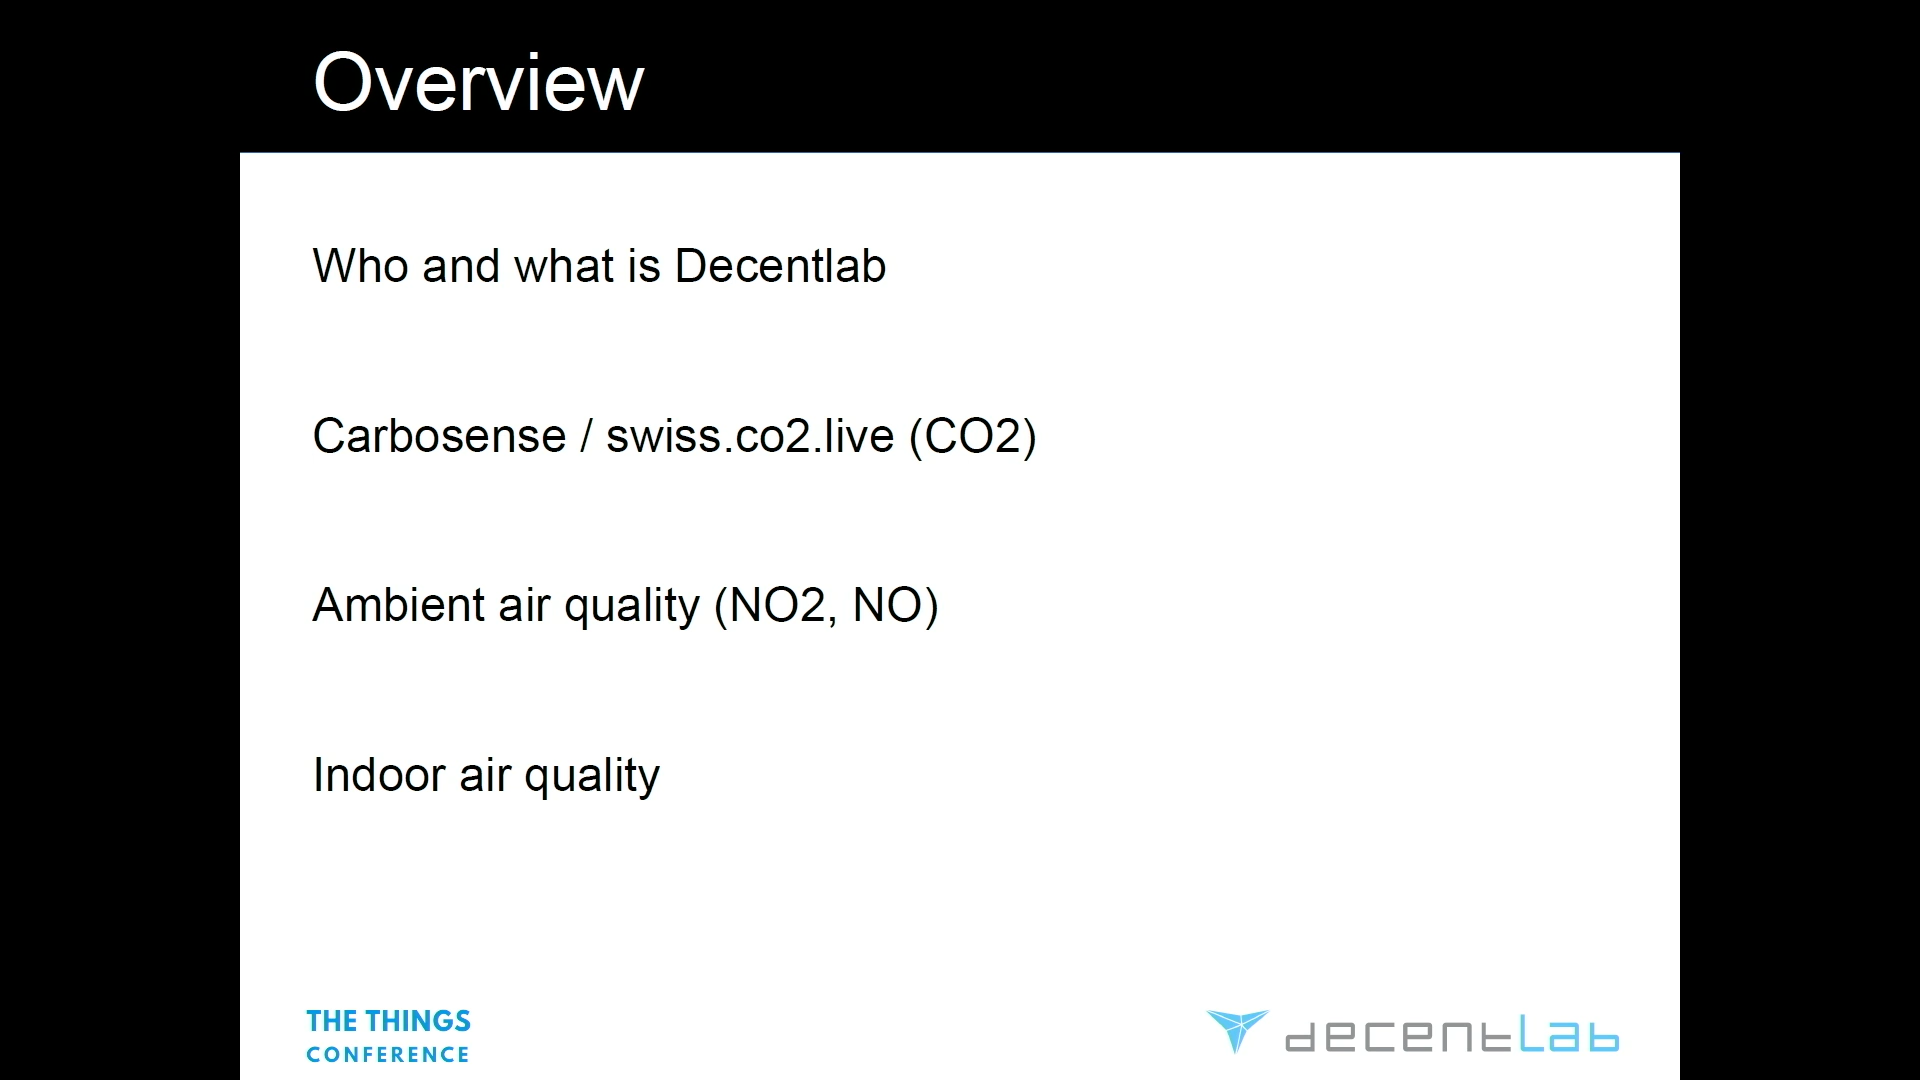 Overview
Who and what is Decentlab
Carbosense / swiss.co2.live (CO2)
Ambient air quality (NO2, NO)
Indoor air quality
THE THINGS
CONFERENCE
decentlab